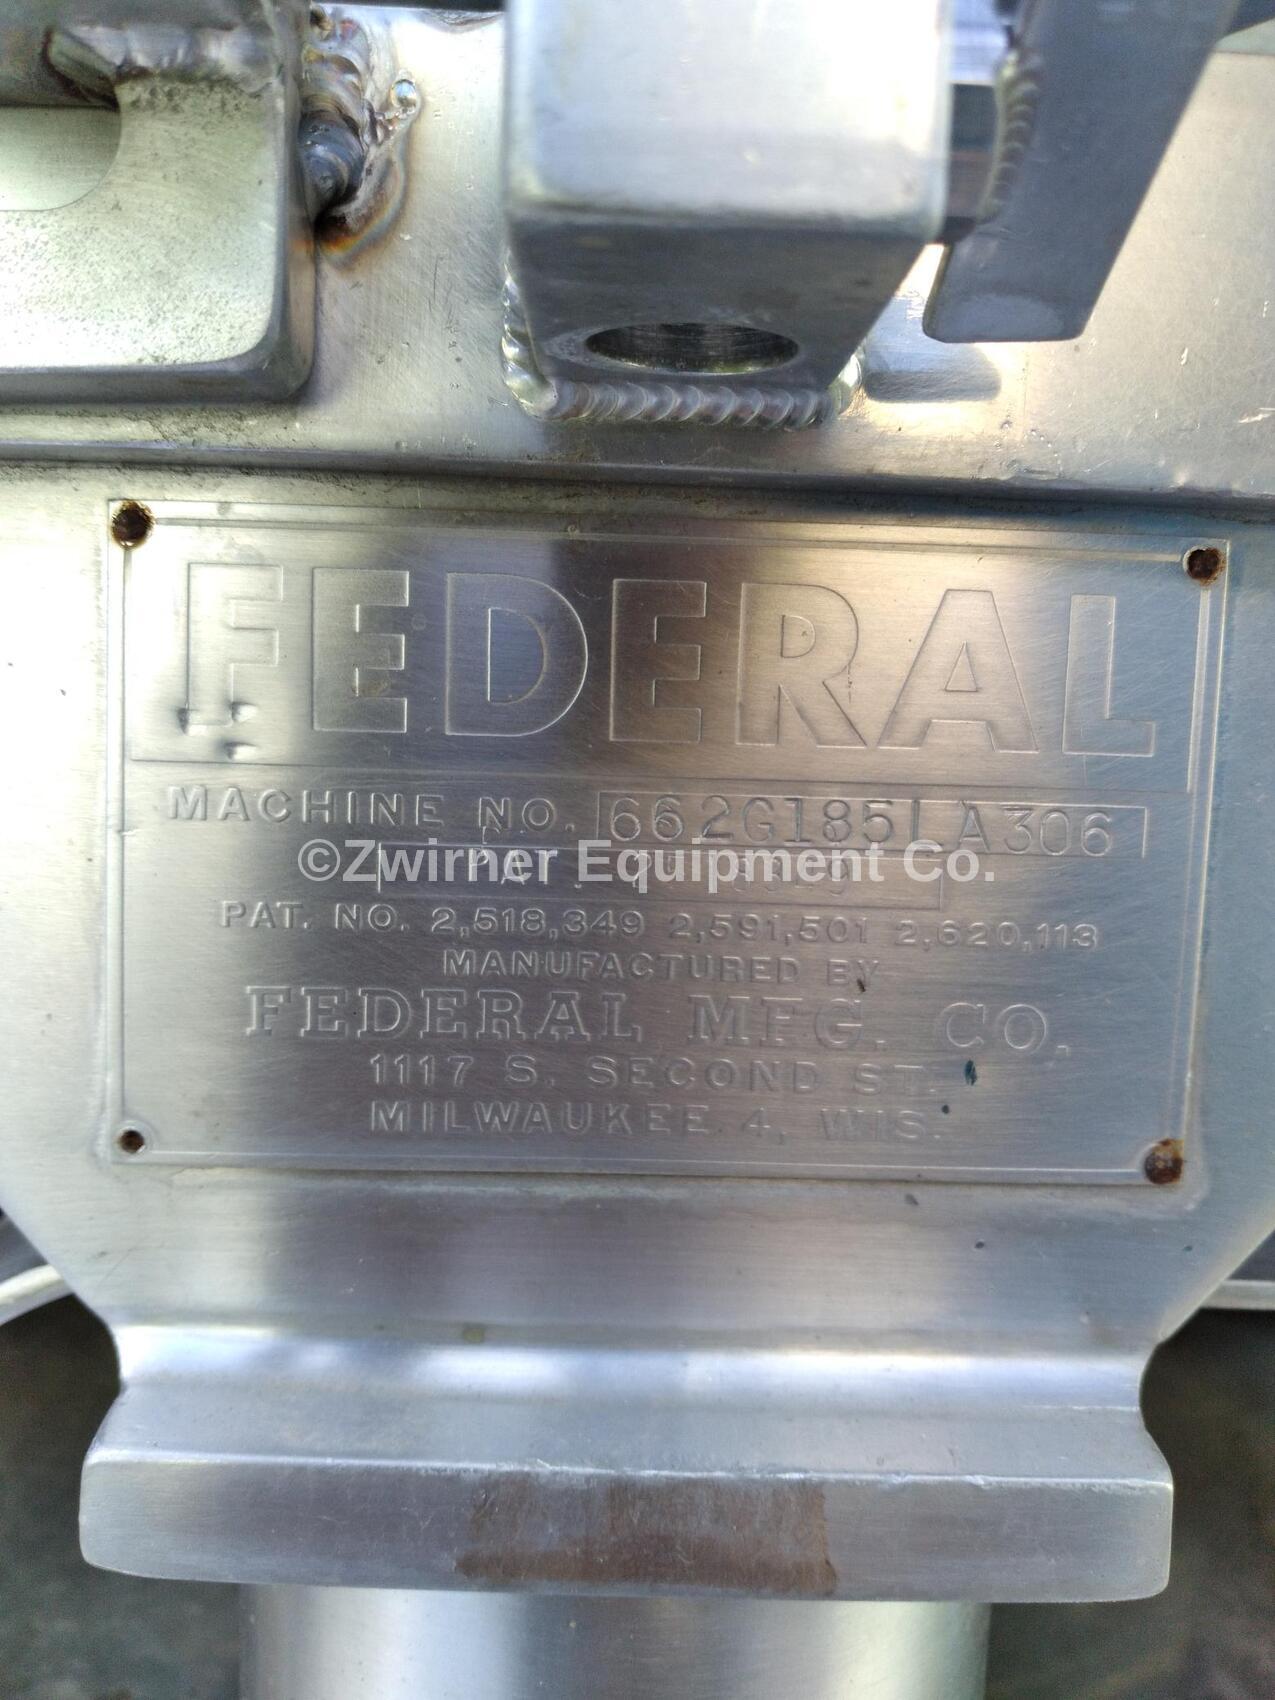 FEDERAL
MACHINE NO. 662G185LA306
©Zwirner Equipment Co.
PAT.
PAT. NO. 2,518,349 2,591,501 2,620,113
MANUFACTURED BY
FEDERAL MFG. CO.
1117 S. SECOND ST.
MILWAUKEE 4, WIS.